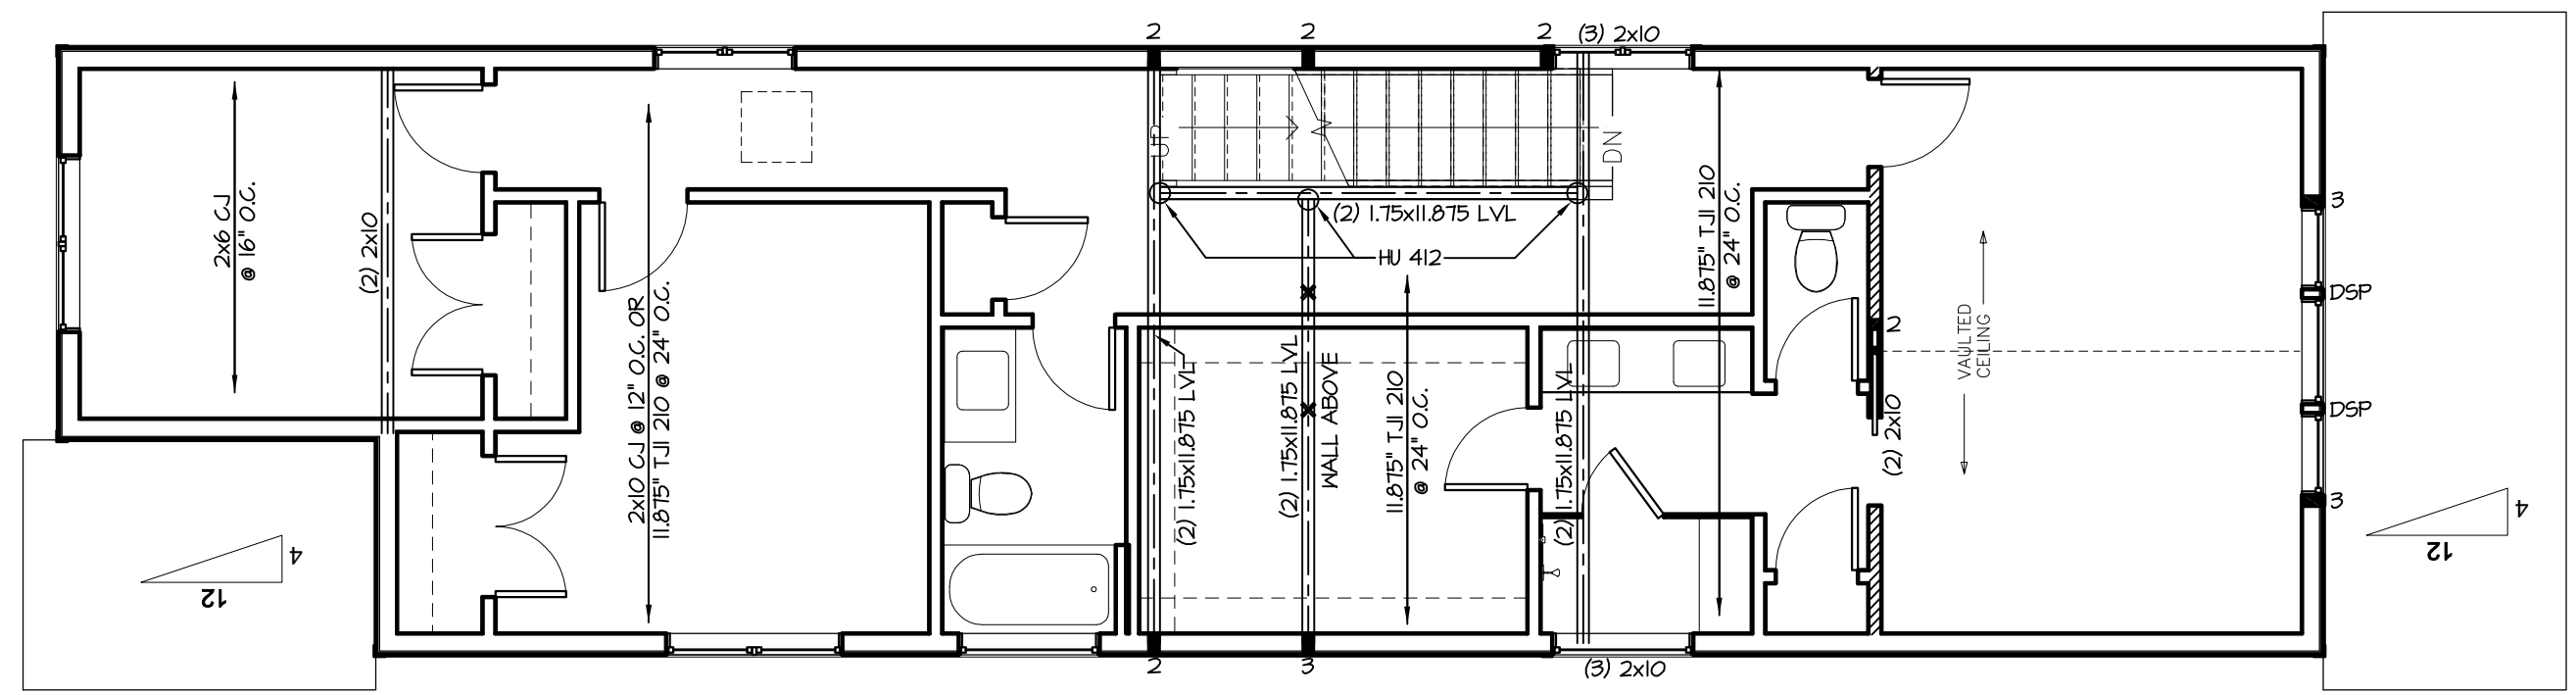 2
2
2
(3) 2x10
2x6 CJ
@ 16" O.C.
(2) 2x10
2x10 CJ @ 12" O.C. OR
11.875" TJI 210 @ 24" O.C.
UP
DN
(2) 1.75x11.875 LVL
HU 412
11.875" TJI 210
@ 24" O.C.
3
DSP
2
VAULTED
CEILING
DSP
(2) 2x10
3
(2) 1.75x11.875 LVL
(2) 1.75x11.875 LVL
WALL ABOVE
11.875" TJI 210
@ 24" O.C.
(2) 1.75x11.875 LVL
4
12
4
12
2
3
(3) 2x10